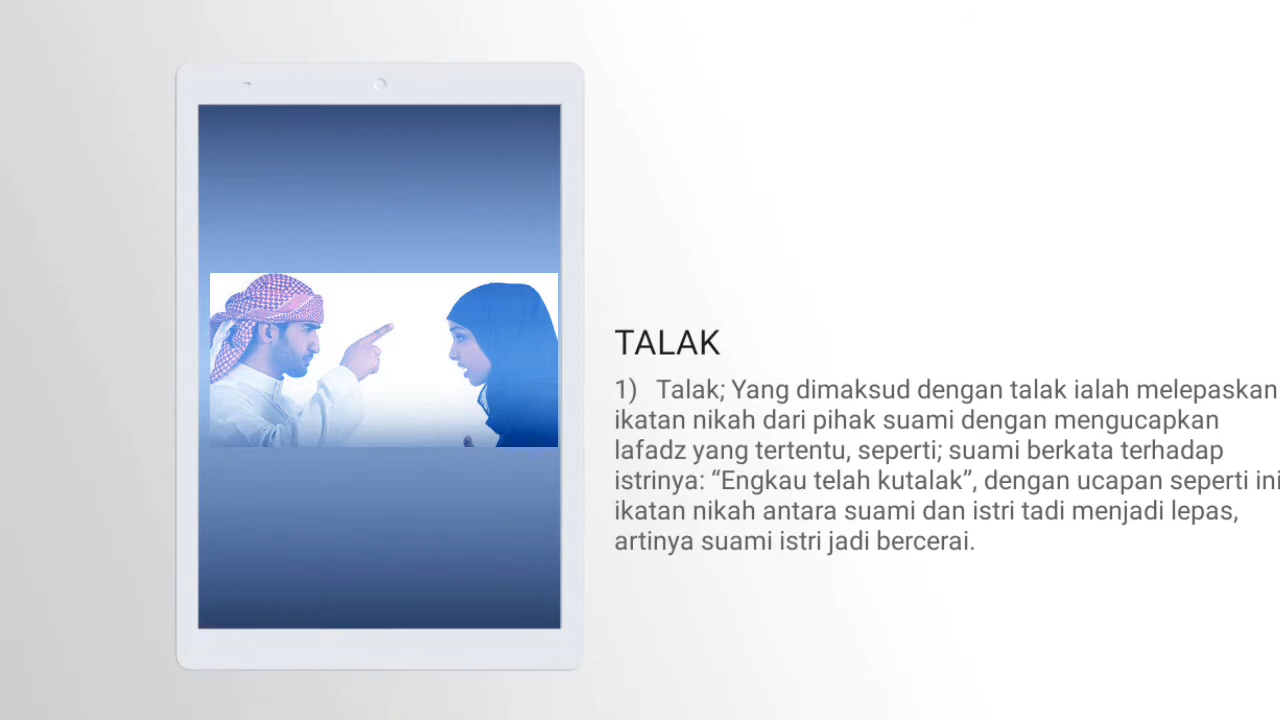 TALAK
1) Talak; Yang dimaksud dengan talak ialah melepaskan
ikatan nikah dari pihak suami dengan mengucapkan
lafadz yang tertentu, seperti; suami berkata terhadap
istrinya: “Engkau telah kutalak”, dengan ucapan seperti ini
ikatan nikah antara suami dan istri tadi menjadi lepas,
artinya suami istri jadi bercerai.